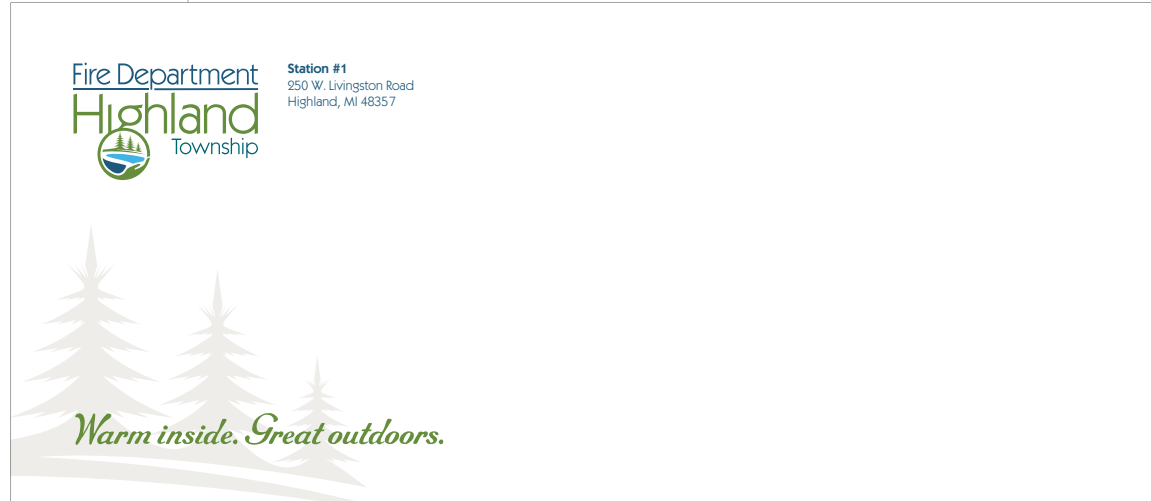 Fire Department
Highland
Township
Station #1
250 W. Livingston Road
Highland, MI 48357
Warm inside. Great outdoors.